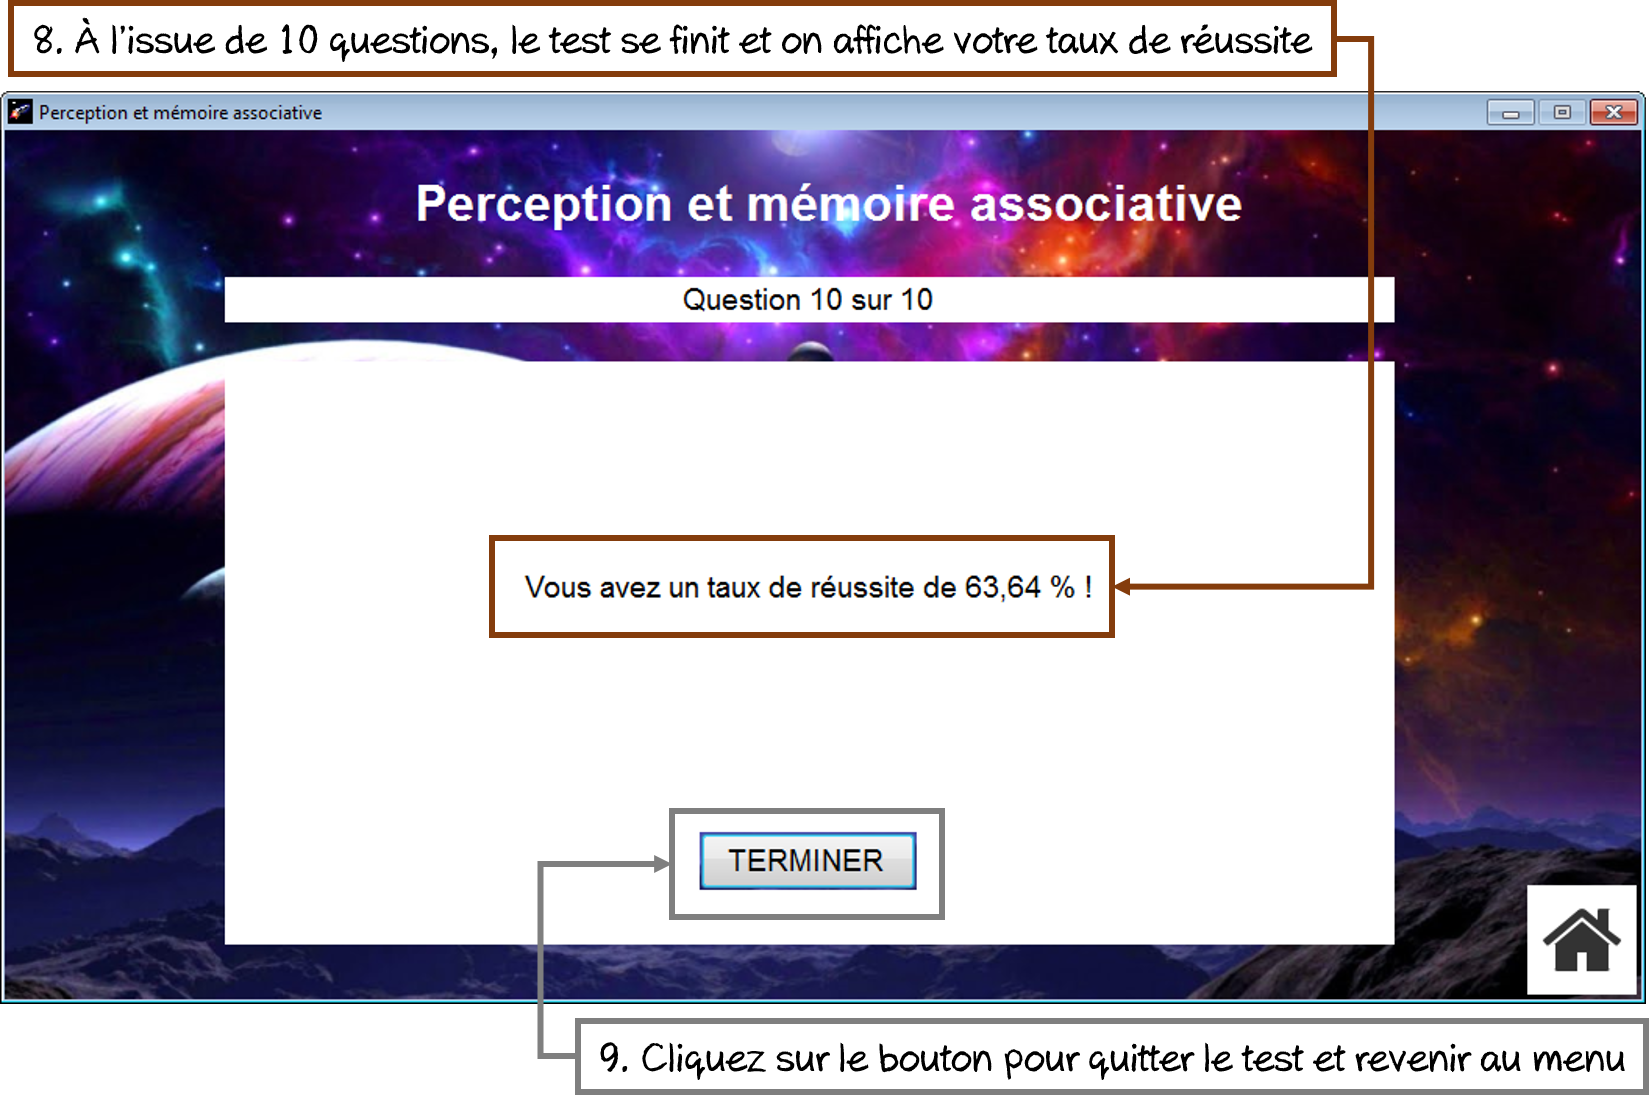 8. À l'issue de 10 questions, le test se finit et on affiche votre taux de réussite
Perception et mémoire associative
Perception et mémoire associative
Question 10 sur 10
Vous avez un taux de réussite de 63,64 % !
TERMINER
9. Cliquez sur le bouton pour quitter le test et revenir au menu